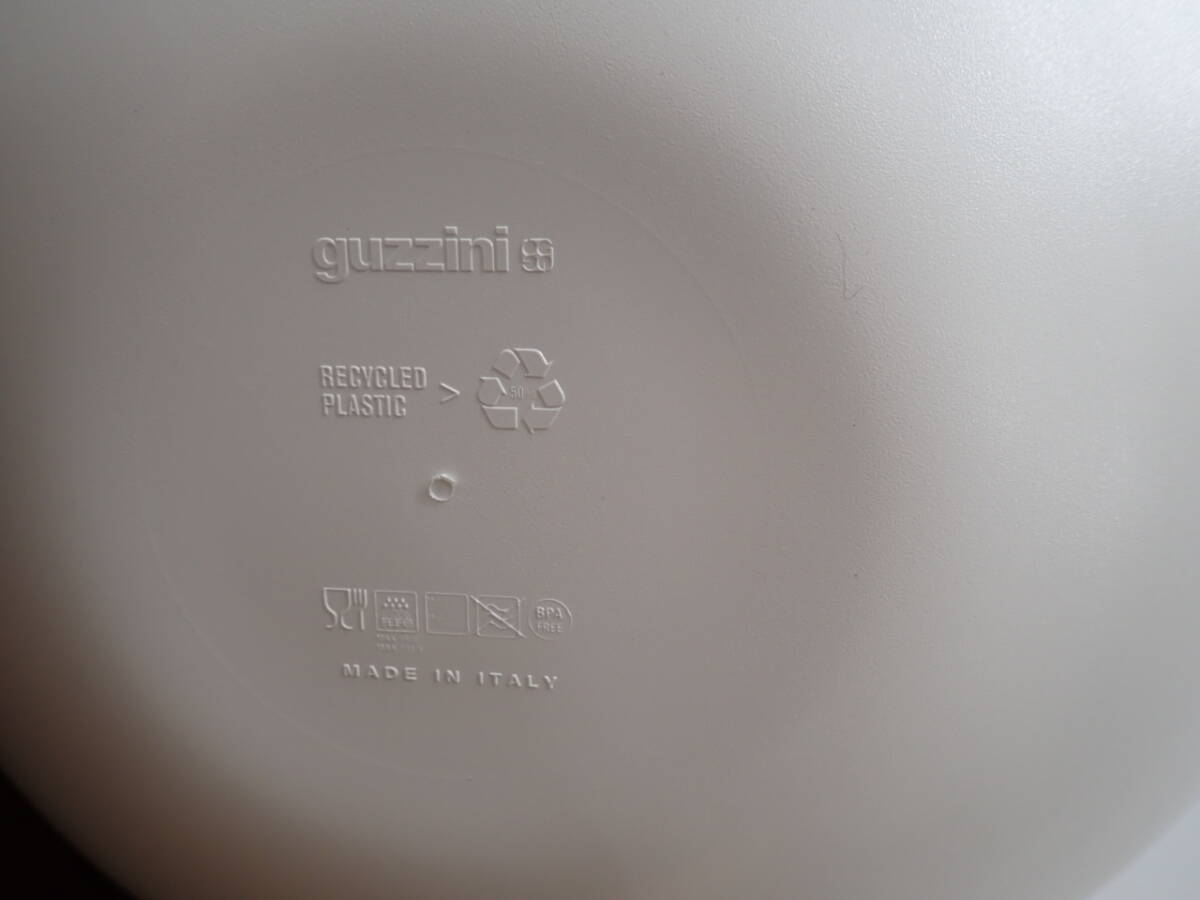 guzzini
RECYCLED
PLASTIC >
50
BPA
FREE
MADE IN ITALY